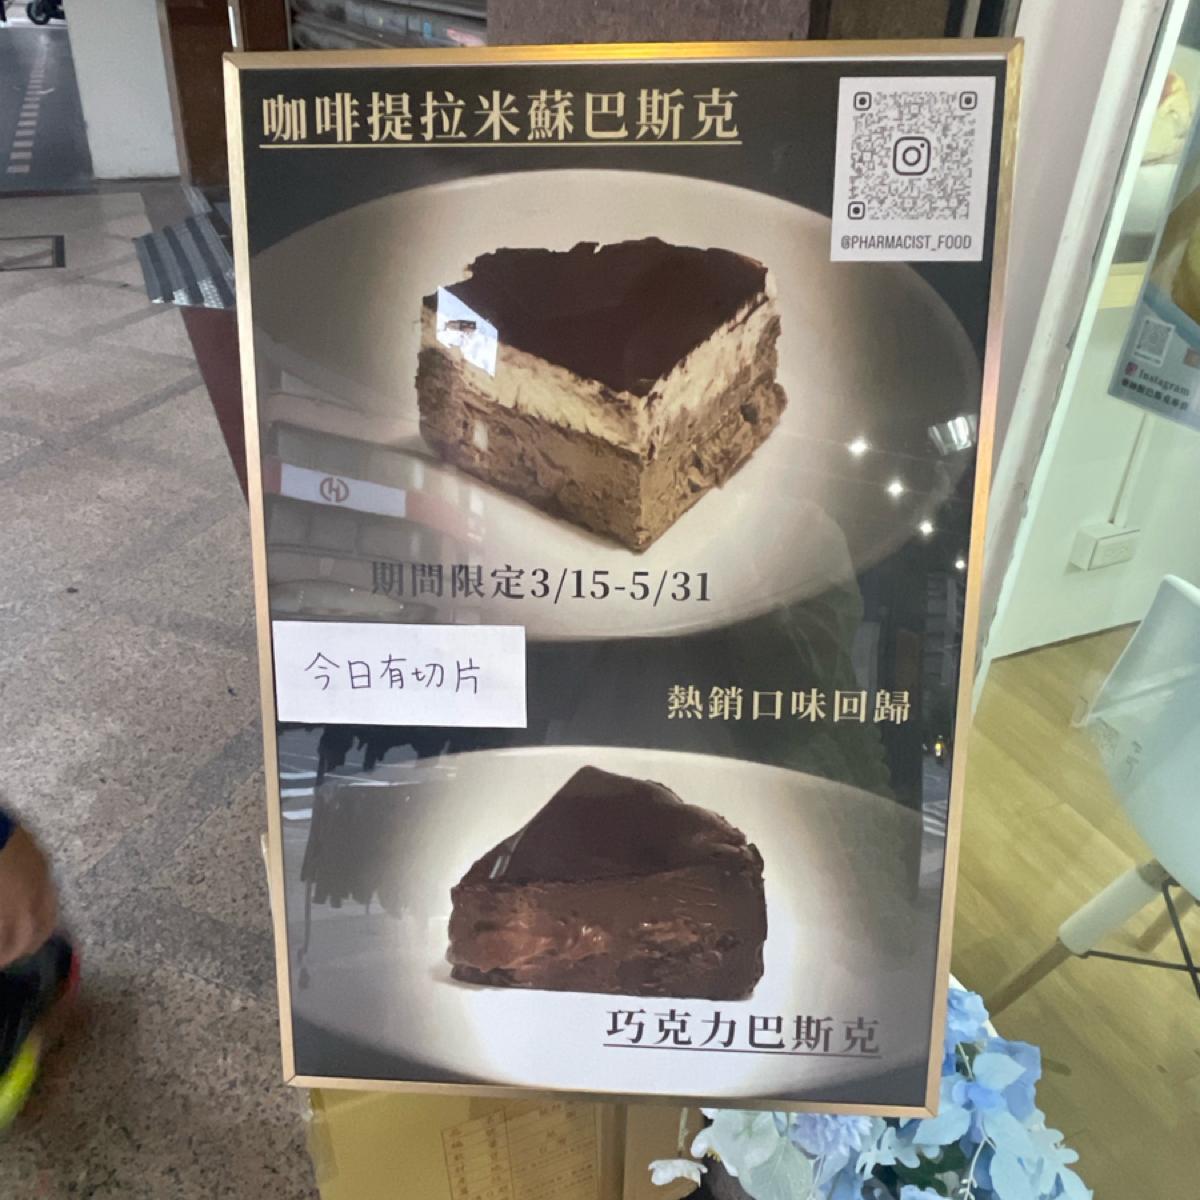 咖啡提拉米蘇巴斯克
@PHARMACIST_FOOD
期間限定3/15-5/31
今日有切片
熱銷口味回歸
巧克力巴斯克
Instagram